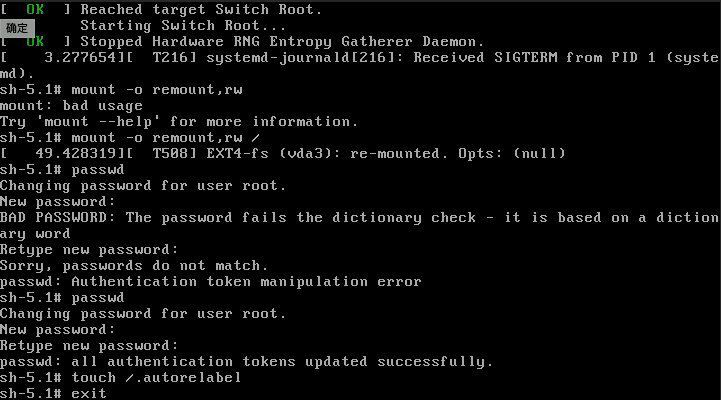 [  OK  ] Reached target Switch Root.
         Starting Switch Root...
确定
[  OK  ] Stopped Hardware RNG Entropy Gatherer Daemon.
[    3.277654][  T216] systemd-journald[216]: Received SIGTERM from PID 1 (syste
md).
sh-5.1# mount -o remount,rw
mount: bad usage
Try 'mount --help' for more information.
sh-5.1# mount -o remount,rw /
[   49.428319][  T508] EXT4-fs (vda3): re-mounted. Opts: (null)
sh-5.1# passwd
Changing password for user root.
New password:
BAD PASSWORD: The password fails the dictionary check - it is based on a diction
ary word
Retype new password:
Sorry, passwords do not match.
passwd: Authentication token manipulation error
sh-5.1# passwd
Changing password for user root.
New password:
Retype new password:
passwd: all authentication tokens updated successfully.
sh-5.1# touch /.autorelabel
sh-5.1# exit